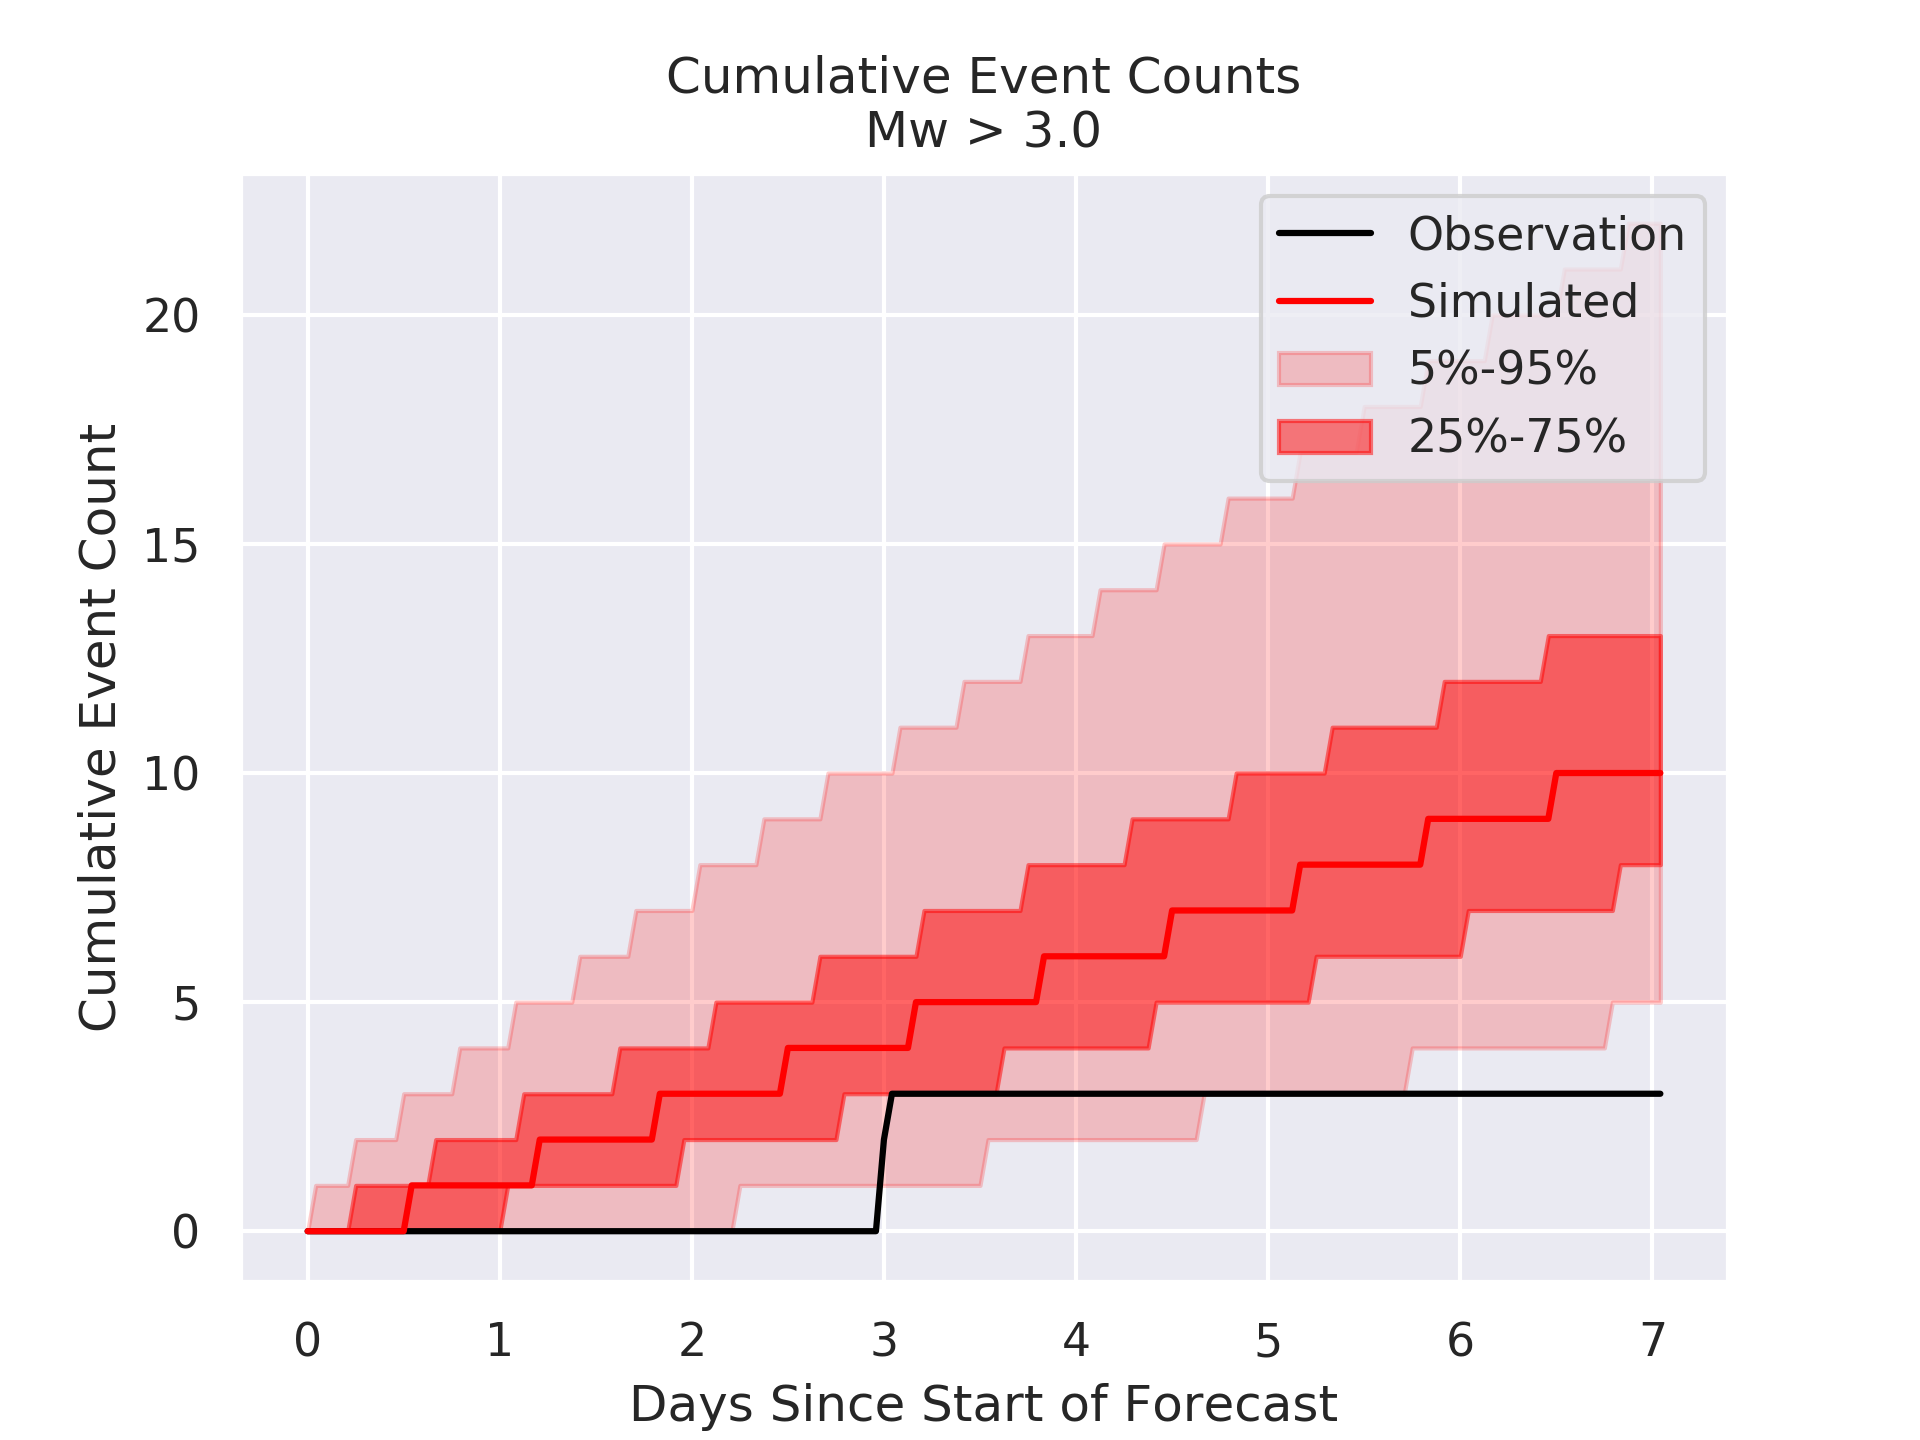 Cumulative Event Counts
Mw > 3.0
Observation
Simulated
5%-95%
25%-75%
Cumulative Event Count
20
15
10
5
0
0 1 2 3 4 5 6 7
Days Since Start of Forecast